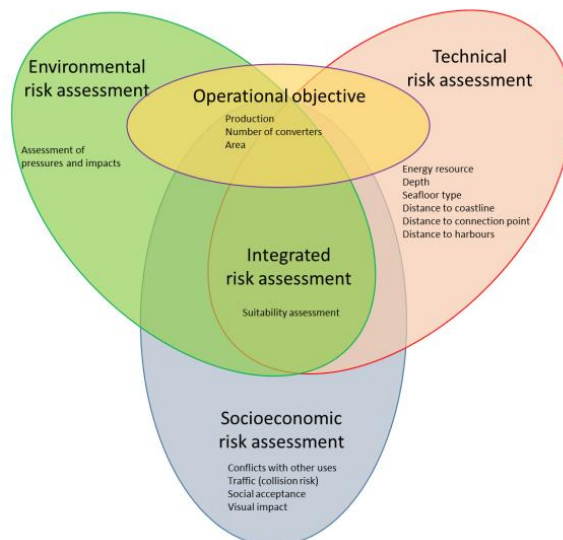 Environmental
risk assessment
Assessment of
pressures and impacts
Operational objective
Production
Number of converters
Area
Technical
risk assessment
Energy resource
Depth
Seafloor type
Distance to coastline
Distance to connection point
Distance to harbours
Integrated
risk assessment
Suitability assessment
Socioeconomic
risk assessment
Conflicts with other uses
Traffic (collision risk)
Social acceptance
Visual impact